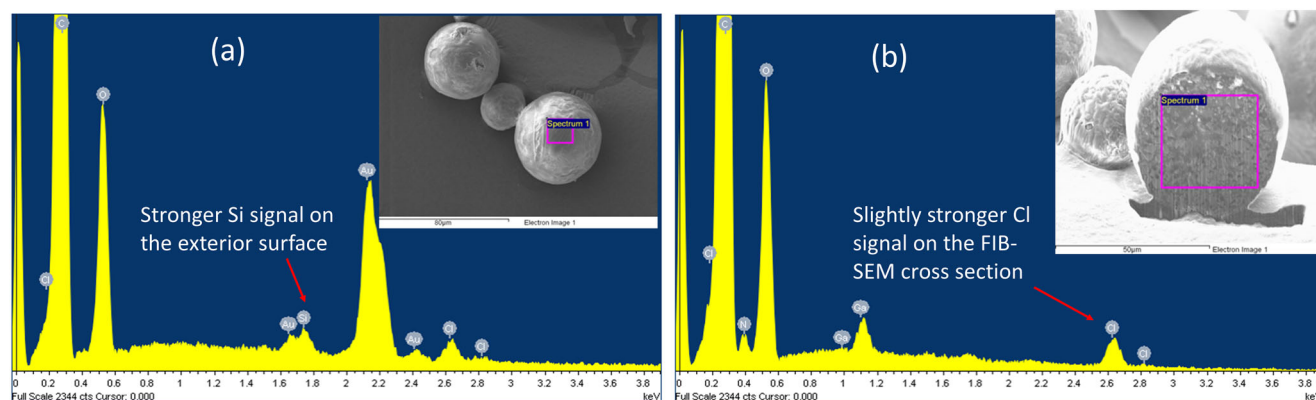 (a)
C
O
Cl
Au
Si
Au
Au
Cl
Cl
Stronger Si signal on
the exterior surface
Spectrum 1
60µm
Electron Image 1
0 0.2 0.4 0.6 0.8 1 1.2 1.4 1.6 1.8 2 2.2 2.4 2.6 2.8 3 3.2 3.4 3.6 3.8
Full Scale 2344 cts Cursor: 0.000
keV
(b)
C
O
Cl
N
Ga
Ga
Cl
Cl
Slightly stronger Cl
signal on the FIB-
SEM cross section
Spectrum 1
50µm
Electron Image 1
0 0.2 0.4 0.6 0.8 1 1.2 1.4 1.6 1.8 2 2.2 2.4 2.6 2.8 3 3.2 3.4 3.6 3.8
Full Scale 2344 cts Cursor: 0.000
keV